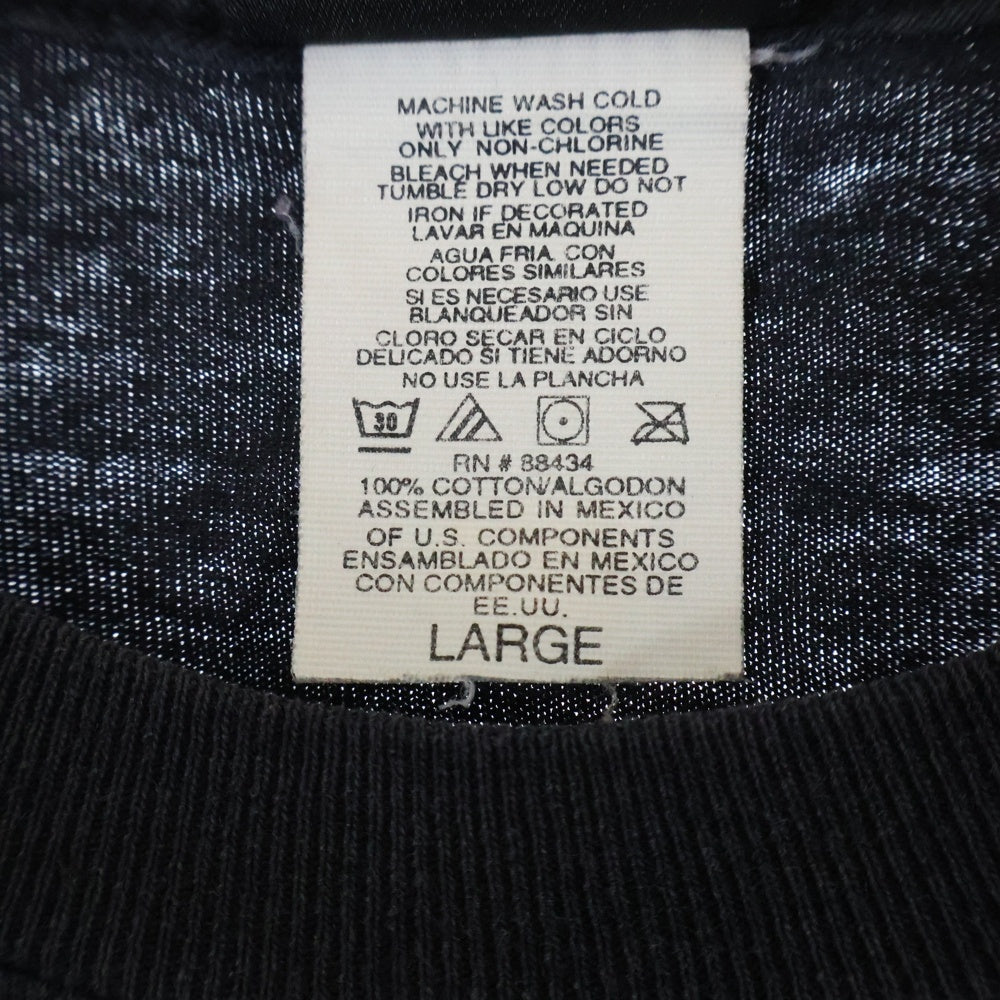 MACHINE WASH COLD
WITH LIKE COLORS
ONLY NON-CHLORINE
BLEACH WHEN NEEDED
TUMBLE DRY LOW DO NOT
IRON IF DECORATED
LAVAR EN MAQUINA
AGUA FRIA. CON
COLORES SIMILARES
SI ES NECESARIO USE
BLANQUEADOR SIN
CLORO SECAR EN CICLO
DELICADO SI TIENE ADORNO
NO USE LA PLANCHA
30
RN # 88434
100% COTTON/ALGODON
ASSEMBLED IN MEXICO
OF U.S. COMPONENTS
ENSAMBLADO EN MEXICO
CON COMPONENTES DE
EE.UU.
LARGE